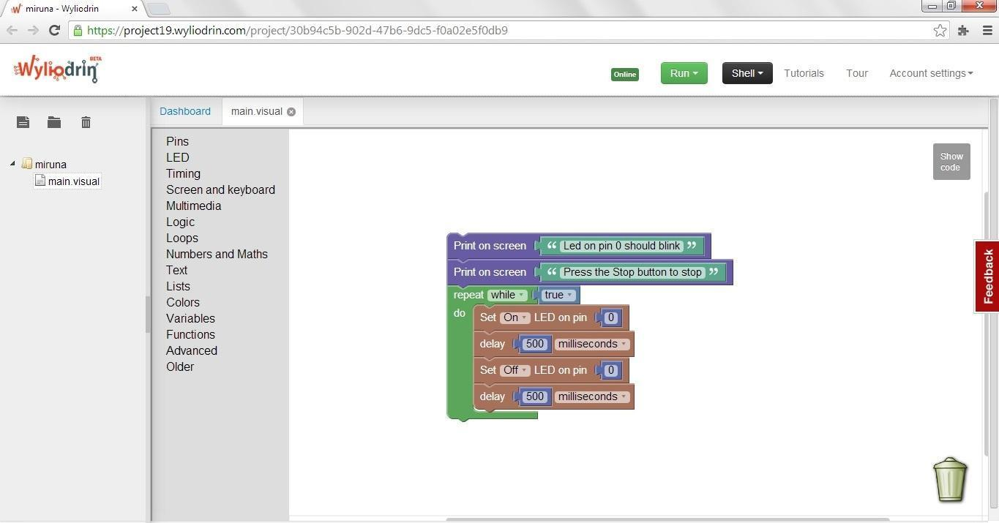 miruna - Wyliodrin
https://project19.wyliodrin.com/project/30b94c5b-902d-47b6-9dc5-f0a02e5f0db9
Wyliodrin BETA
Online
Run
Shell
Tutorials
Tour
Account settings
Dashboard
main.visual
miruna
main.visual
Pins
LED
Timing
Screen and keyboard
Multimedia
Logic
Loops
Numbers and Maths
Text
Lists
Colors
Variables
Functions
Advanced
Older
Show
code
Print on screen “ Led on pin 0 should blink ”
Print on screen “ Press the Stop button to stop ”
repeat while true
do
Set On LED on pin 0
delay 500 milliseconds
Set Off LED on pin 0
delay 500 milliseconds
Feedback